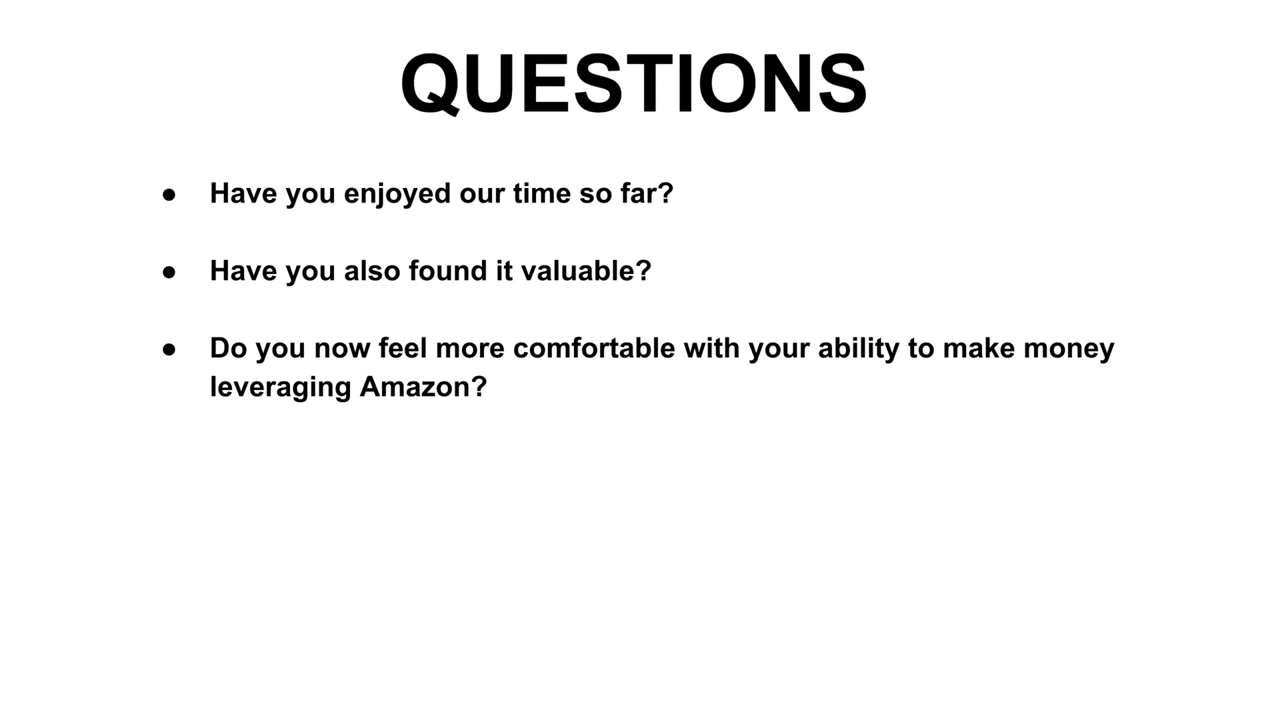 QUESTIONS
● Have you enjoyed our time so far?
● Have you also found it valuable?
● Do you now feel more comfortable with your ability to make money
leveraging Amazon?